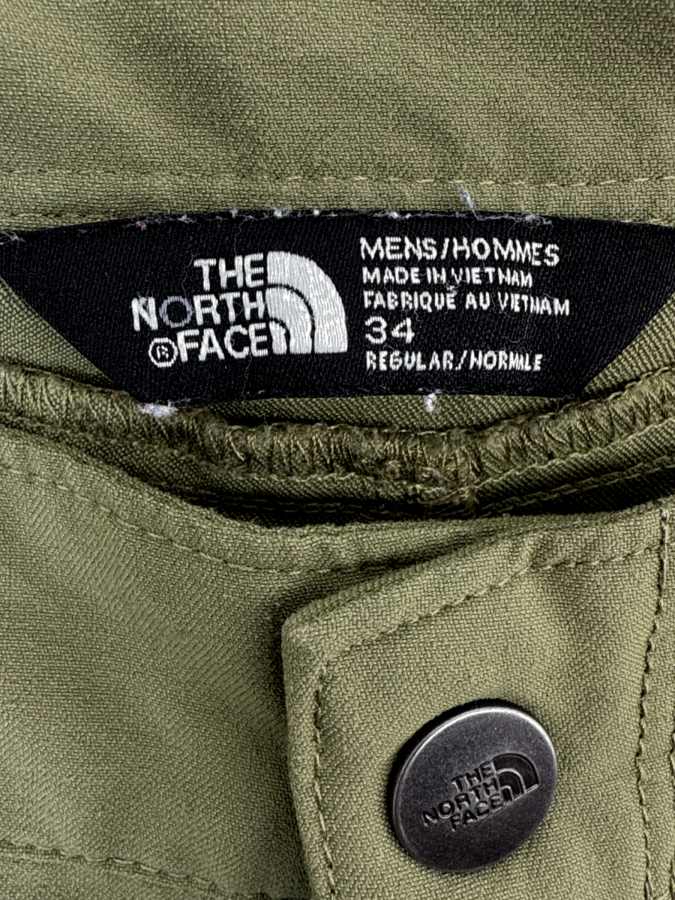 THE
NORTH
®FACE
MENS/HOMMES
MADE IN VIETNAM
FABRIQUE AU VIETNAM
34
REGULAR/NORMALE
THE
NORTH
FACE